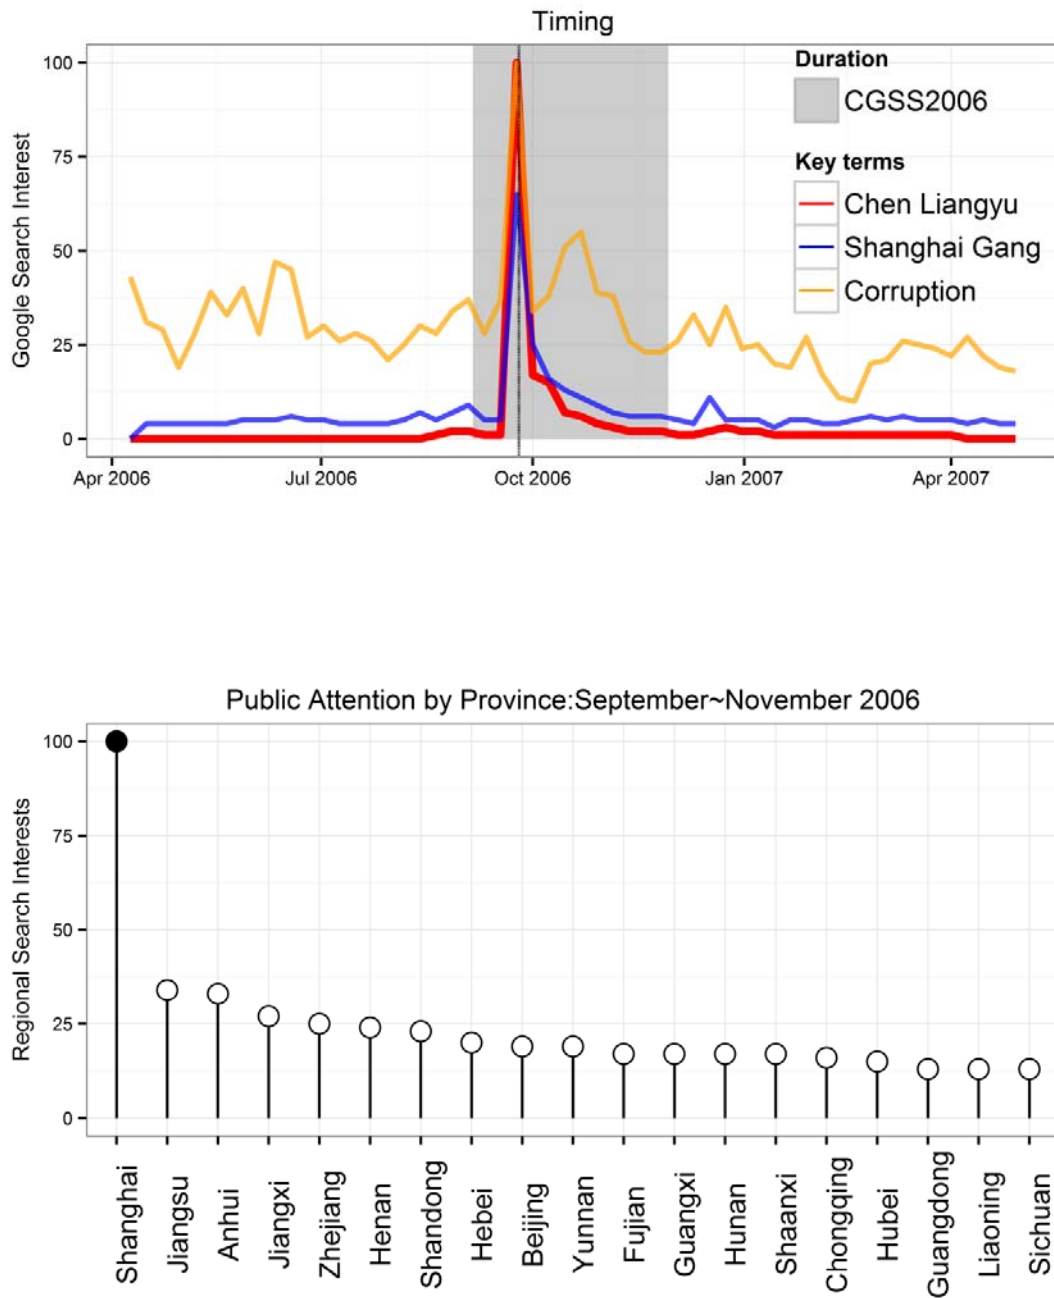 Timing
Google Search Interest
100
75
50
25
0
Apr 2006
Jul 2006
Oct 2006
Jan 2007
Apr 2007
Duration
CGSS2006
Key terms
Chen Liangyu
Shanghai Gang
Corruption
Public Attention by Province:September~November 2006
Regional Search Interests
100
75
50
25
0
Shanghai
Jiangsu
Anhui
Jiangxi
Zhejiang
Henan
Shandong
Hebei
Beijing
Yunnan
Fujian
Guangxi
Hunan
Shaanxi
Chongqing
Hubei
Guangdong
Liaoning
Sichuan